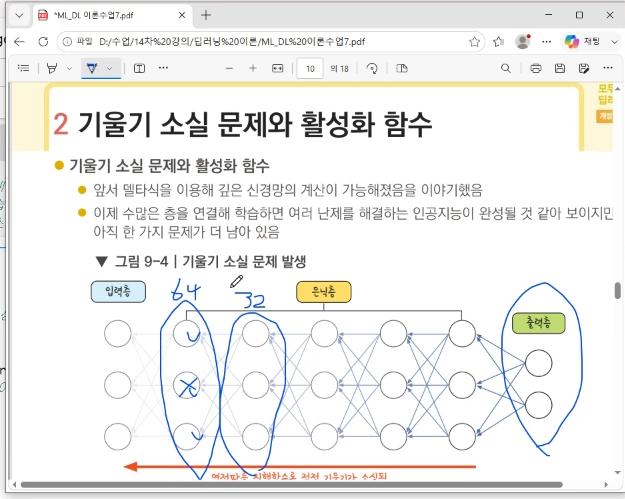 *ML_DL 이론수업7.pdf
파일 D:/수업/14차%20강의/딥러닝%20이론/ML_DL%20이론수업7.pdf
채팅
10 의 18
모두
딥러
개정
2 기울기 소실 문제와 활성화 함수
기울기 소실 문제와 활성화 함수
앞서 델타식을 이용해 깊은 신경망의 계산이 가능해졌음을 이야기했음
이제 수많은 층을 연결해 학습하면 여러 난제를 해결하는 인공지능이 완성될 것 같아 보이지만
아직 한 가지 문제가 더 남아 있음
▼ 그림 9-4 | 기울기 소실 문제 발생
입력층 64 32 은닉층
출력층
역전파를 진행할수록 점점 기울기가 소실되